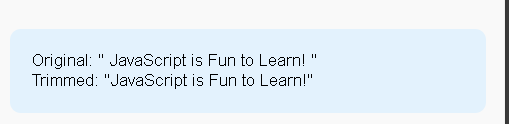 Original: " JavaScript is Fun to Learn! "
Trimmed: "JavaScript is Fun to Learn!"